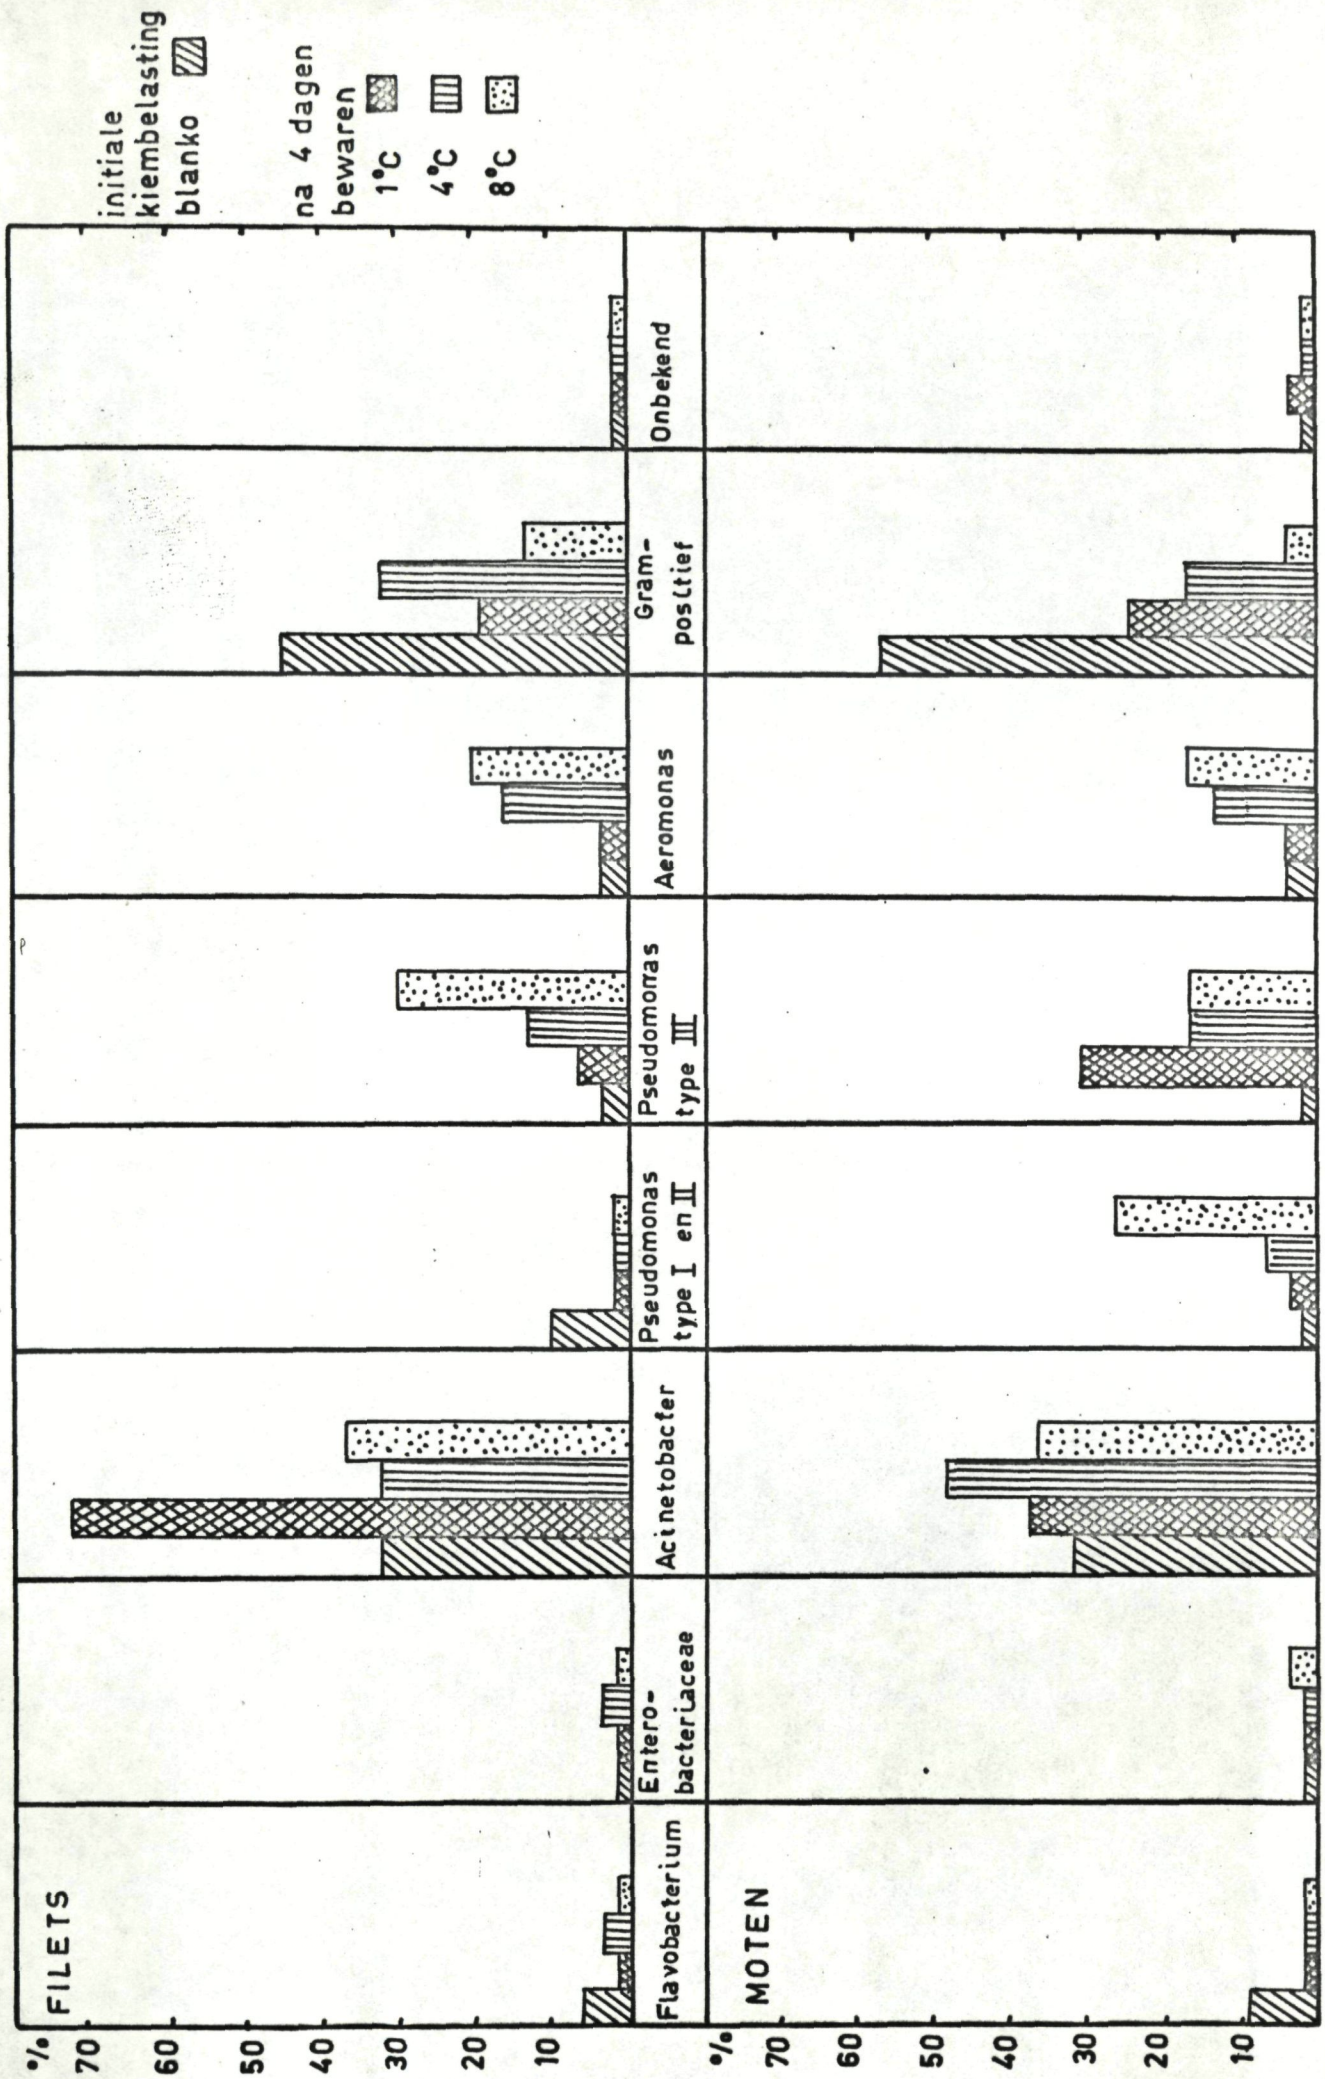 initiale
kiembelasting
blanko
na 4 dagen
bewaren
1°C
4°C
8°C
FILETS
%
70
60
50
40
30
20
10
Flavobacterium
Entero-
bacteriaceae
Acinetobacter
Pseudomonas
type I en II
Pseudomonas
type III
Aeromonas
Gram-
positief
Onbekend
MOTEN
%
70
60
50
40
30
20
10